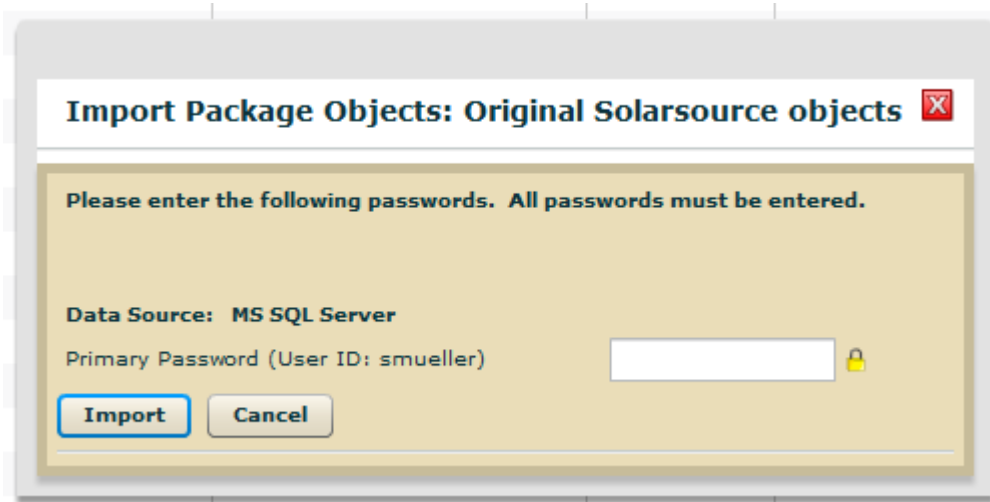 Import Package Objects: Original Solarsource objects
Please enter the following passwords.  All passwords must be entered.
Data Source:  MS SQL Server
Primary Password (User ID: smueller)
Import Cancel